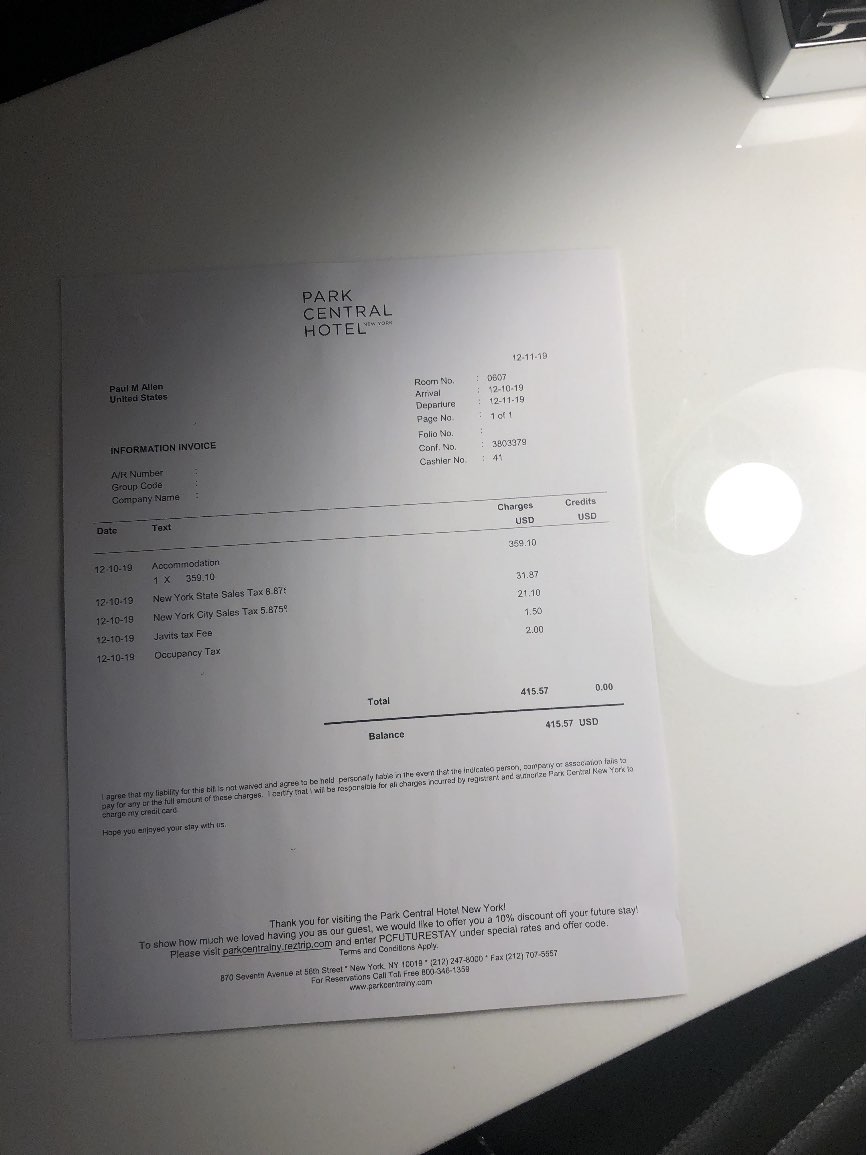 PARK
CENTRAL
HOTEL NEW YORK
12-11-19
Paul M Allen
United States
Room No. : 0607
Arrival : 12-10-19
Departure : 12-11-19
Page No. : 1 of 1
Folio No. :
Conf. No. : 3803379
Cashier No. : 41
INFORMATION INVOICE
A/R Number :
Group Code :
Company Name :
Date Text Charges USD Credits USD
12-10-19 Accommodation 359.10
1 X 359.10
12-10-19 New York State Sales Tax 8.875 31.87
12-10-19 New York City Sales Tax 5.875% 21.10
12-10-19 Javits tax Fee 1.50
12-10-19 Occupancy Tax 2.00
Total 415.57 0.00
Balance 415.57 USD
I agree that my liability for this bill is not waived and agree to be held personally liable in the event that the indicated person, company or association fails to
pay for any or the full amount of these charges. I certify that I will be responsible for all charges incurred by registrant and authorize Park Central New York to
charge my credit card.
Hope you enjoyed your stay with us.
Thank you for visiting the Park Central Hotel New York!
To show how much we loved having you as our guest, we would like to offer you a 10% discount off your future stay!
Please visit parkcentralny.reztrip.com and enter PCFUTURESTAY under special rates and offer code.
Terms and Conditions Apply.
870 Seventh Avenue at 56th Street * New York, NY 10019 * (212) 247-8000 * Fax (212) 707-5557
For Reservations Call Toll Free 800-346-1359
www.parkcentralny.com